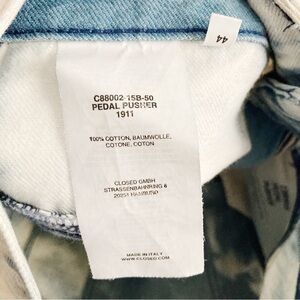 44
C88002-15B-50
PEDAL PUSHER
1911
100% COTTON, BAUMWOLLE,
COTONE, COTON
CLOSED GMBH
STRASSENBAHNRING 6
20251 HAMBURG
MADE IN ITALY
WWW.CLOSED.COM